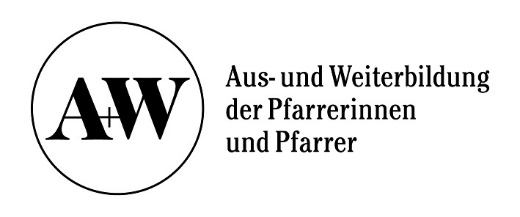 A+W
Aus- und Weiterbildung
der Pfarrerinnen
und Pfarrer